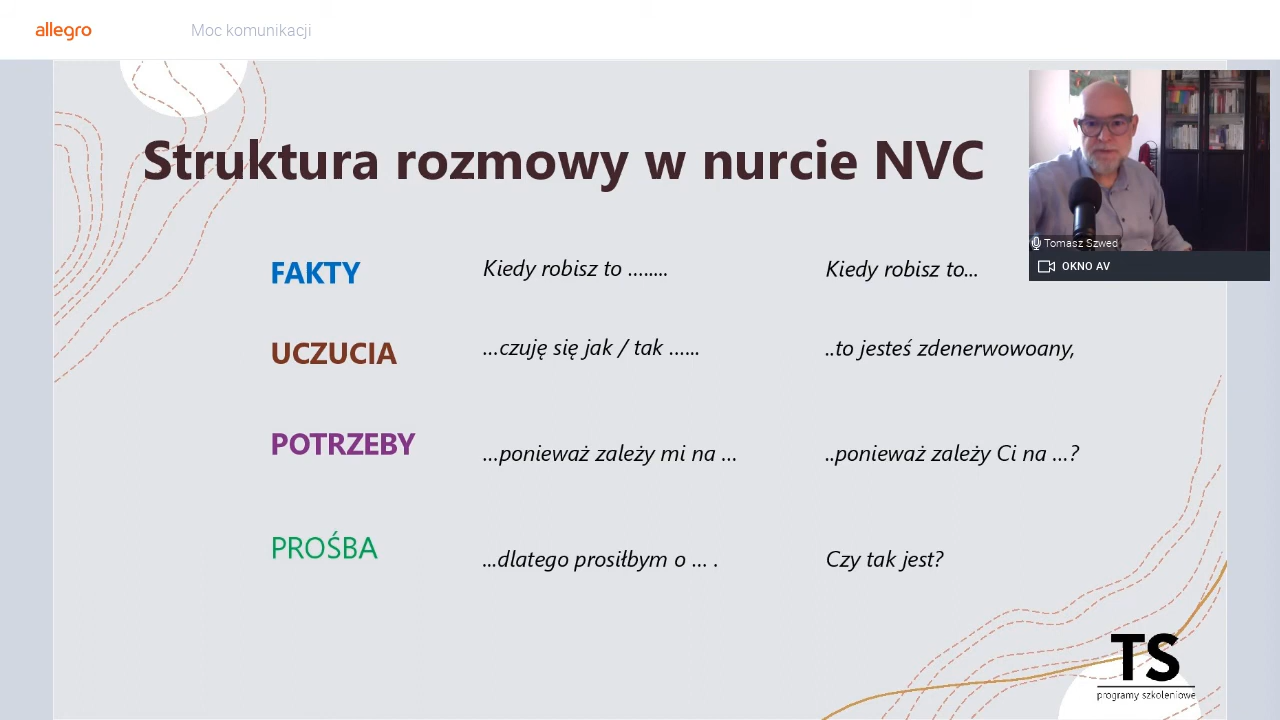 allegro
Moc komunikacji
Struktura rozmowy w nurcie NVC
FAKTY
Kiedy robisz to ........
Kiedy robisz to...
UCZUCIA
...czuję się jak / tak ......
..to jesteś zdenerwowoany,
POTRZEBY
...ponieważ zależy mi na ...
..ponieważ zależy Ci na ...?
PROŚBA
...dlatego prosiłbym o ... .
Czy tak jest?
Tomasz Szwed
OKNO AV
TS
programy szkoleniowe